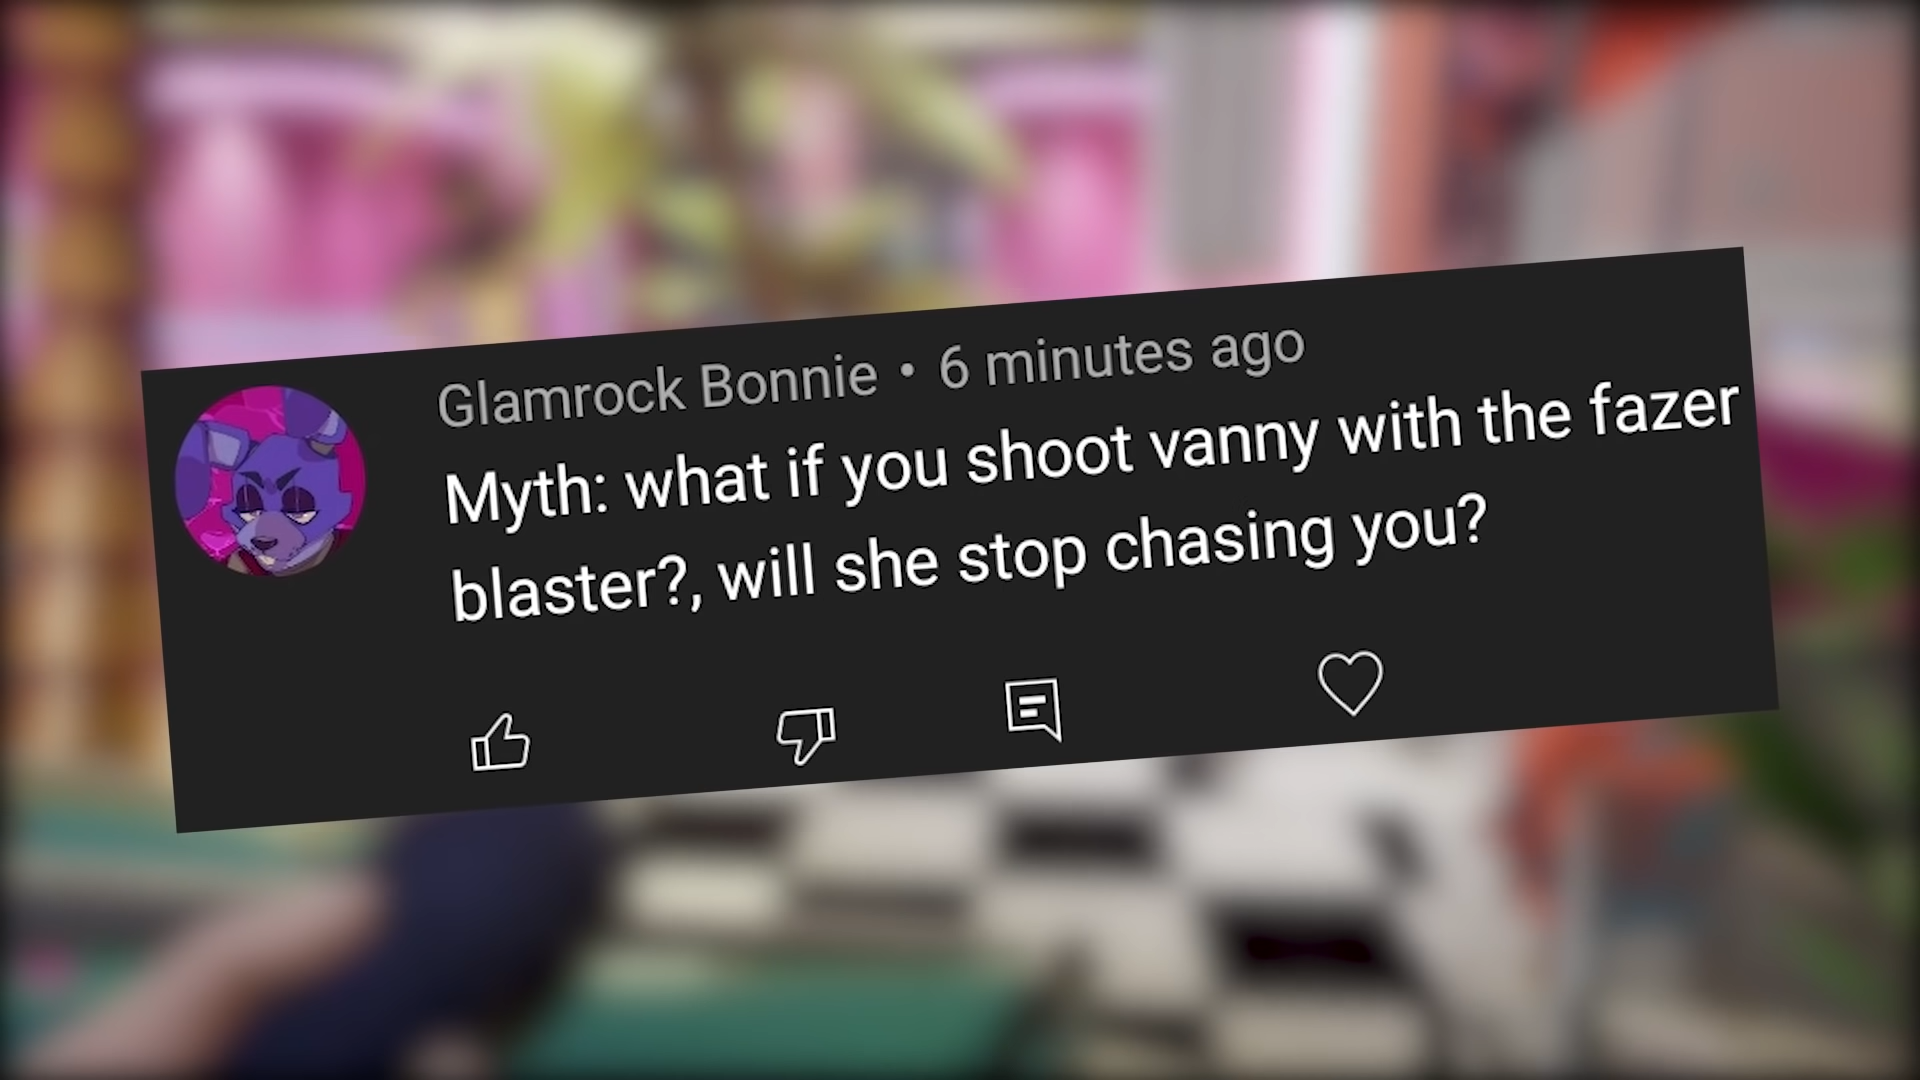 Glamrock Bonnie • 6 minutes ago
Myth: what if you shoot vanny with the fazer
blaster?, will she stop chasing you?